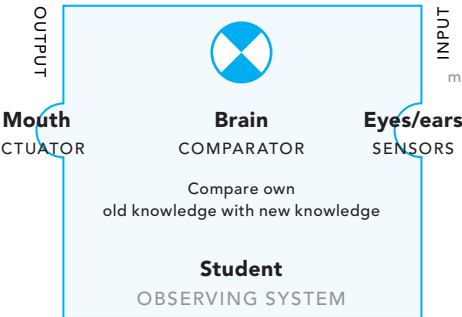 OUTPUT
INPUT
m
Mouth Brain Eyes/ears
CTUATOR COMPARATOR SENSORS
Compare own
old knowledge with new knowledge
Student
OBSERVING SYSTEM